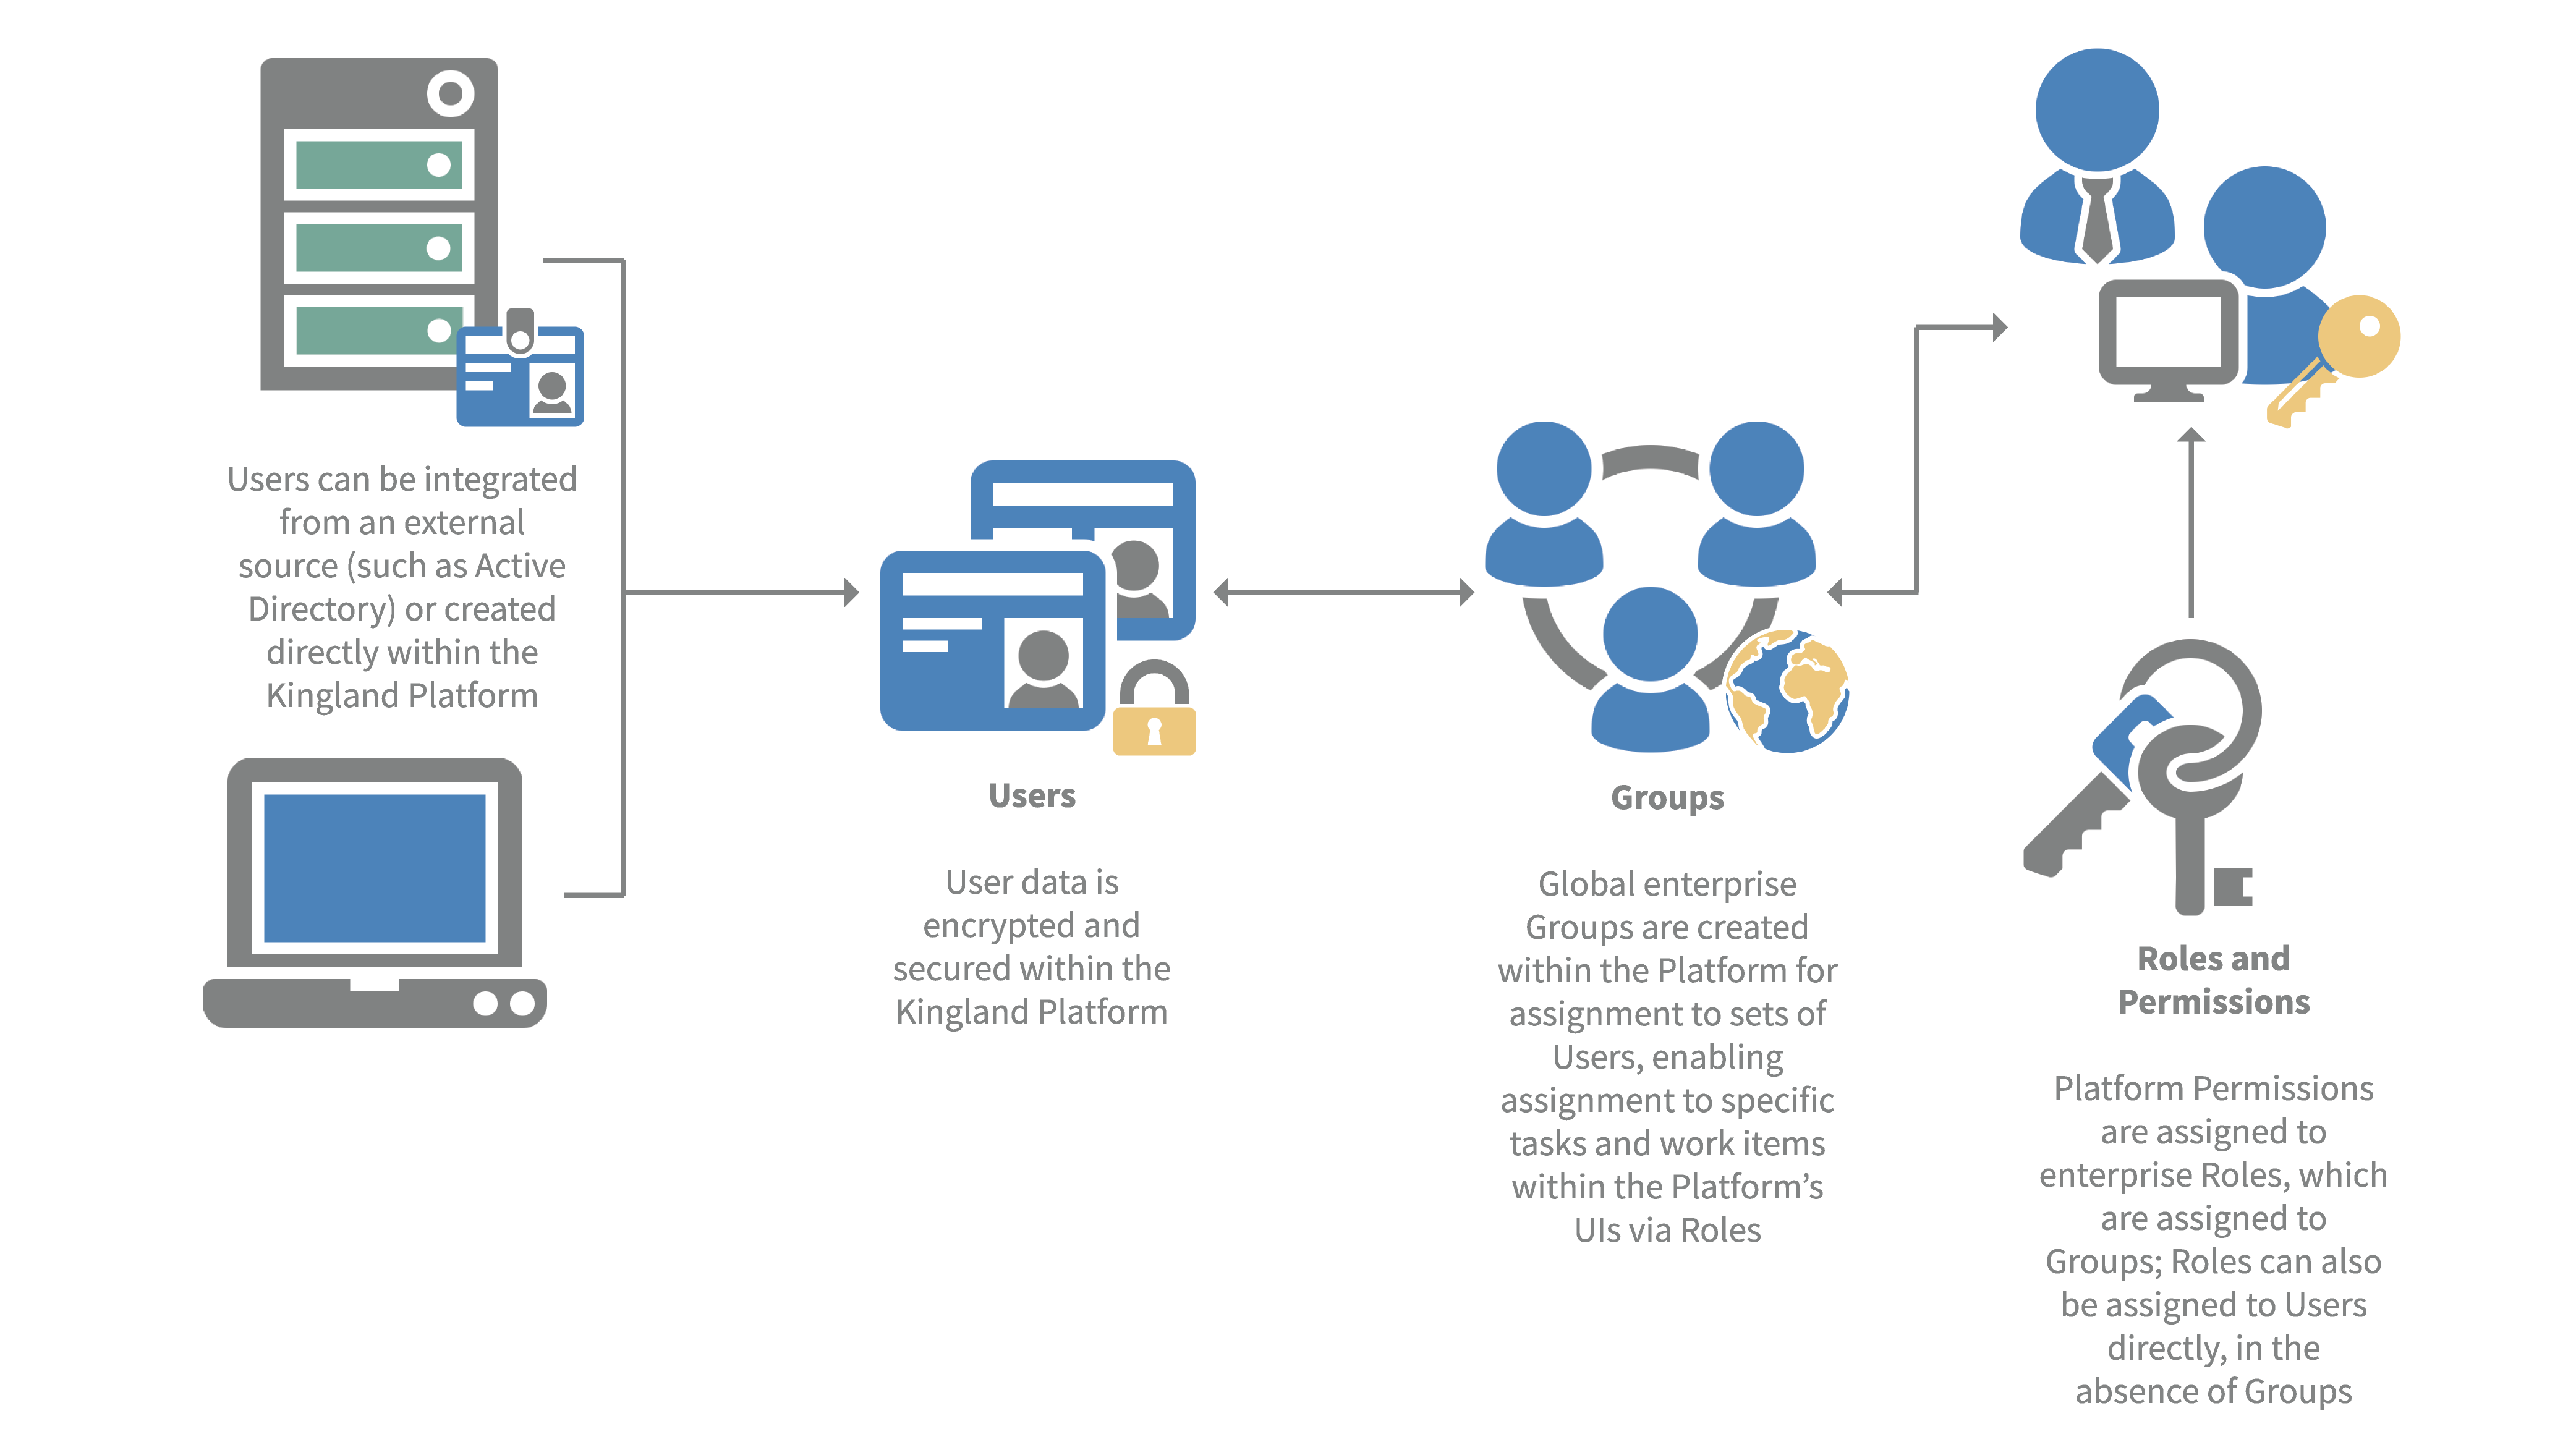 Users can be integrated
from an external
source (such as Active
Directory) or created
directly within the
Kingland Platform
Users
User data is
encrypted and
secured within the
Kingland Platform
Groups
Global enterprise
Groups are created
within the Platform for
assignment to sets of
Users, enabling
assignment to specific
tasks and work items
within the Platform’s
UIs via Roles
Roles and
Permissions
Platform Permissions
are assigned to
enterprise Roles, which
are assigned to
Groups; Roles can also
be assigned to Users
directly, in the
absence of Groups